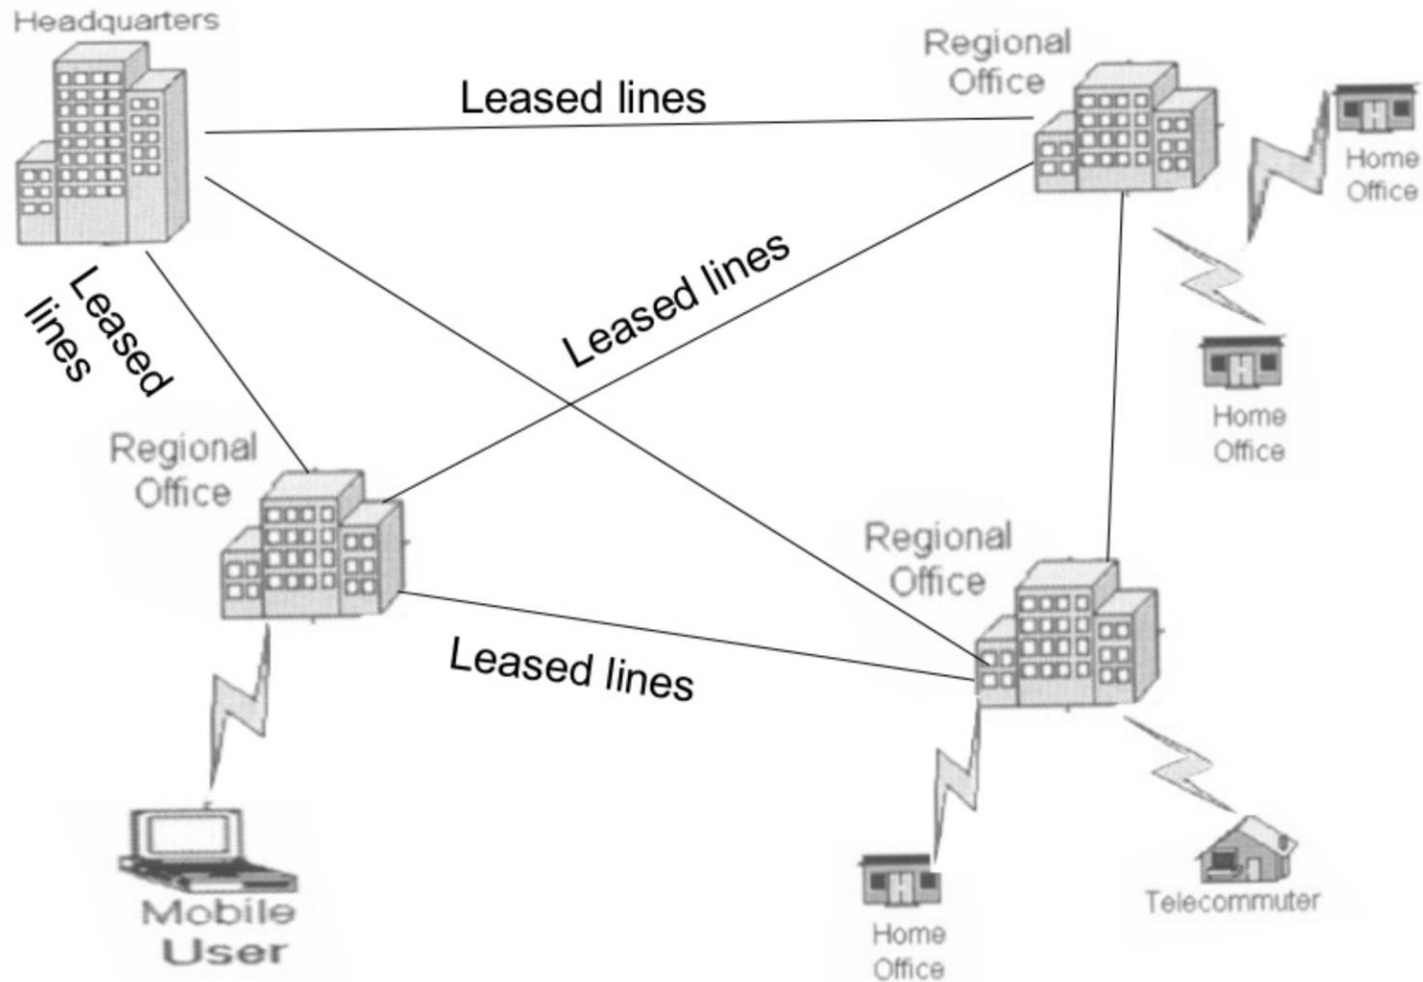 Headquarters
Leased lines
Regional
Office
Home
Office
Leased
lines
Leased lines
Home
Office
Regional
Office
Regional
Office
Leased lines
Mobile
User
Home
Office
Telecommuter